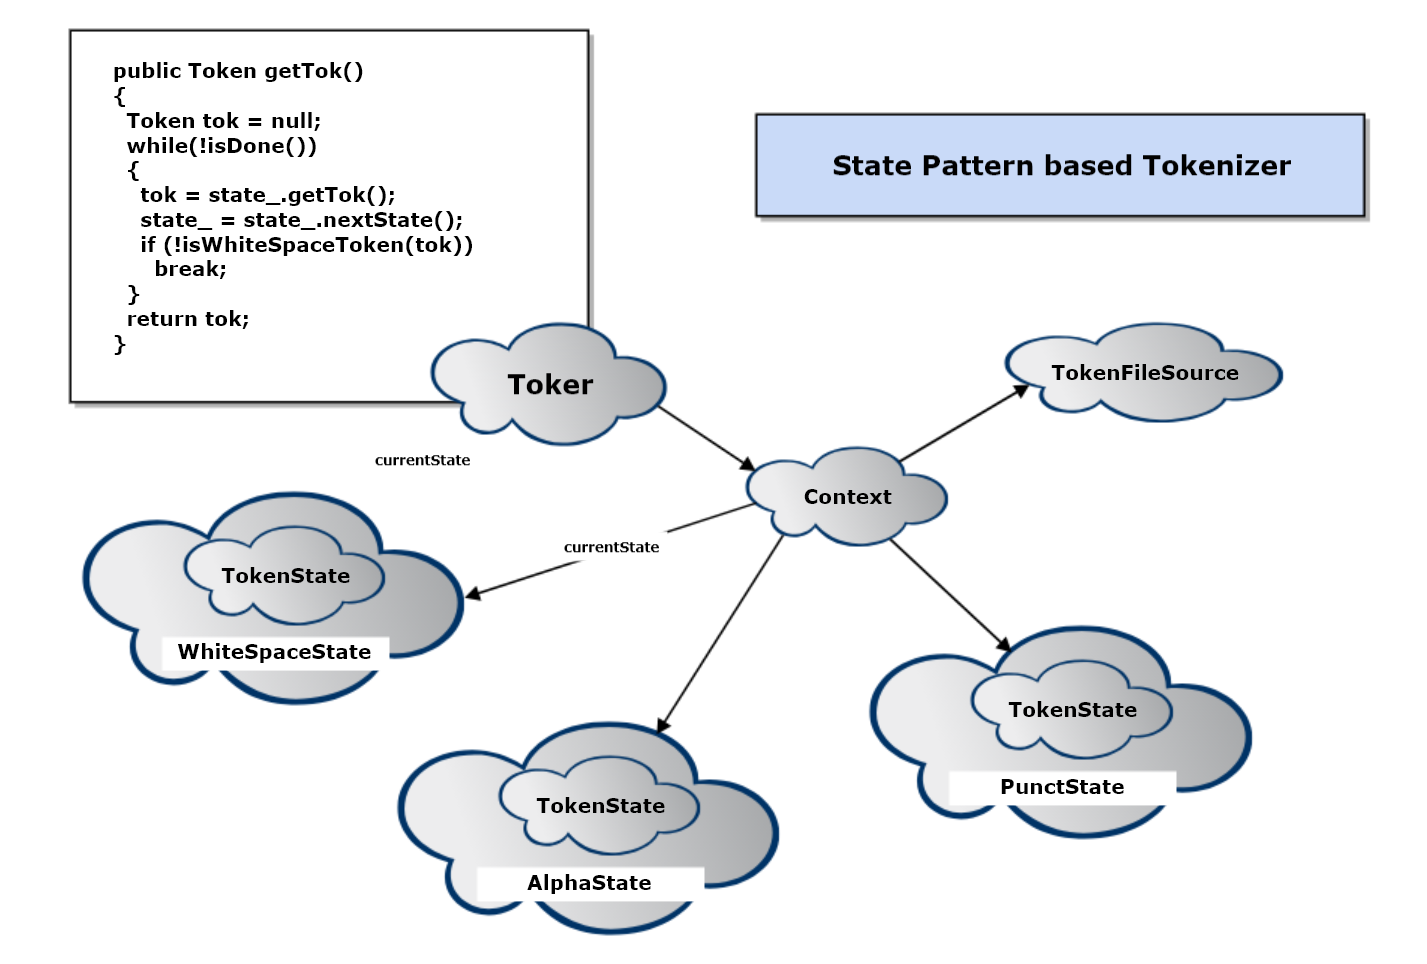 public Token getTok()
{
Token tok = null;
while(!isDone())
{
tok = state_.getTok();
state_ = state_.nextState();
if (!isWhiteSpaceToken(tok))
break;
}
return tok;
}
State Pattern based Tokenizer
Toker
TokenFileSource
currentState
Context
currentState
TokenState
WhiteSpaceState
TokenState
PunctState
TokenState
AlphaState